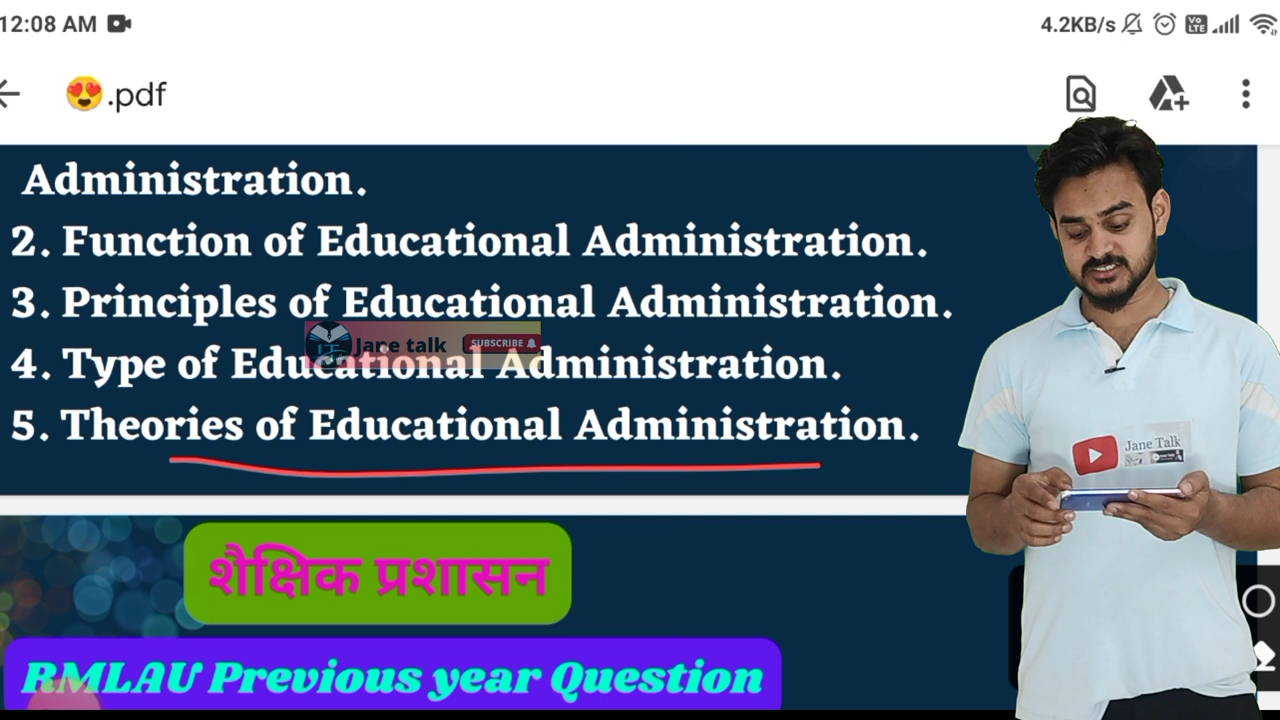 12:08 AM
4.2KB/s
Vo
LTE
😍.pdf
Administration.
2. Function of Educational Administration.
3. Principles of Educational Administration.
Jane talk SUBSCRIBE
4. Type of Educational Administration.
5. Theories of Educational Administration.
Jane Talk
शैक्षिक प्रशासन
RMLAU Previous year Question